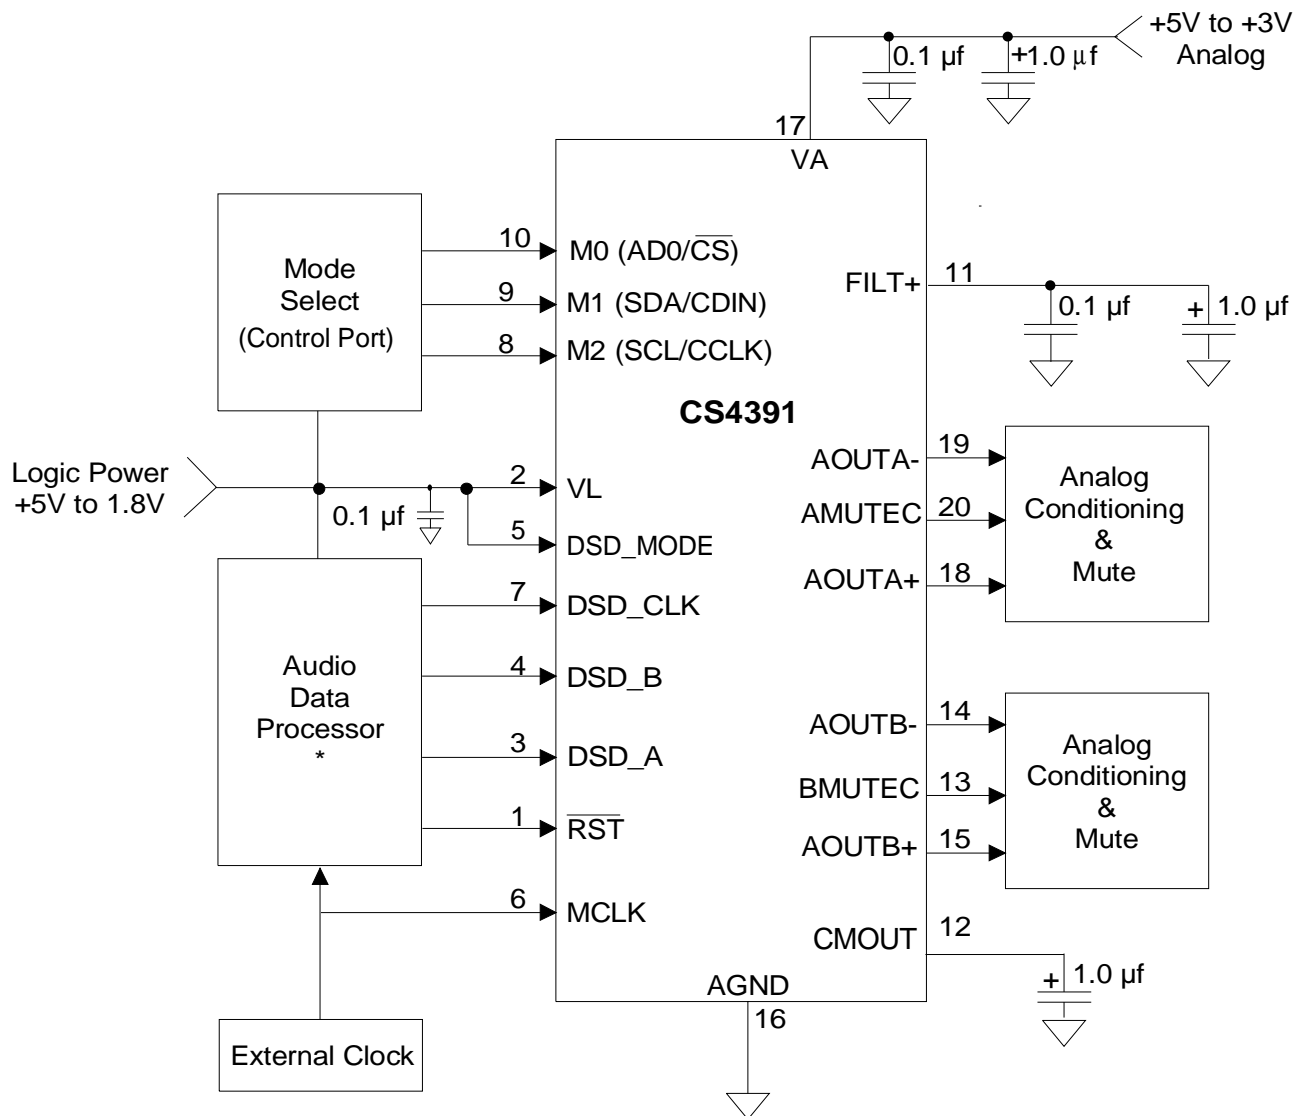 +5V to +3V
Analog
0.1 µf
+
1.0 µf
17
VA
Mode
Select
(Control Port)
10
M0 (AD0/C̅S̅)
9
M1 (SDA/CDIN)
8
M2 (SCL/CCLK)
FILT+
11
0.1 µf
+
1.0 µf
CS4391
Logic Power
+5V to 1.8V
0.1 µf
2
VL
5
DSD_MODE
7
DSD_CLK
4
DSD_B
3
DSD_A
1
R̅S̅T̅
6
MCLK
Audio
Data
Processor
*
External Clock
AOUTA-
19
AMUTEC
20
AOUTA+
18
Analog
Conditioning
&
Mute
AOUTB-
14
BMUTEC
13
AOUTB+
15
Analog
Conditioning
&
Mute
CMOUT
12
+
1.0 µf
AGND
16